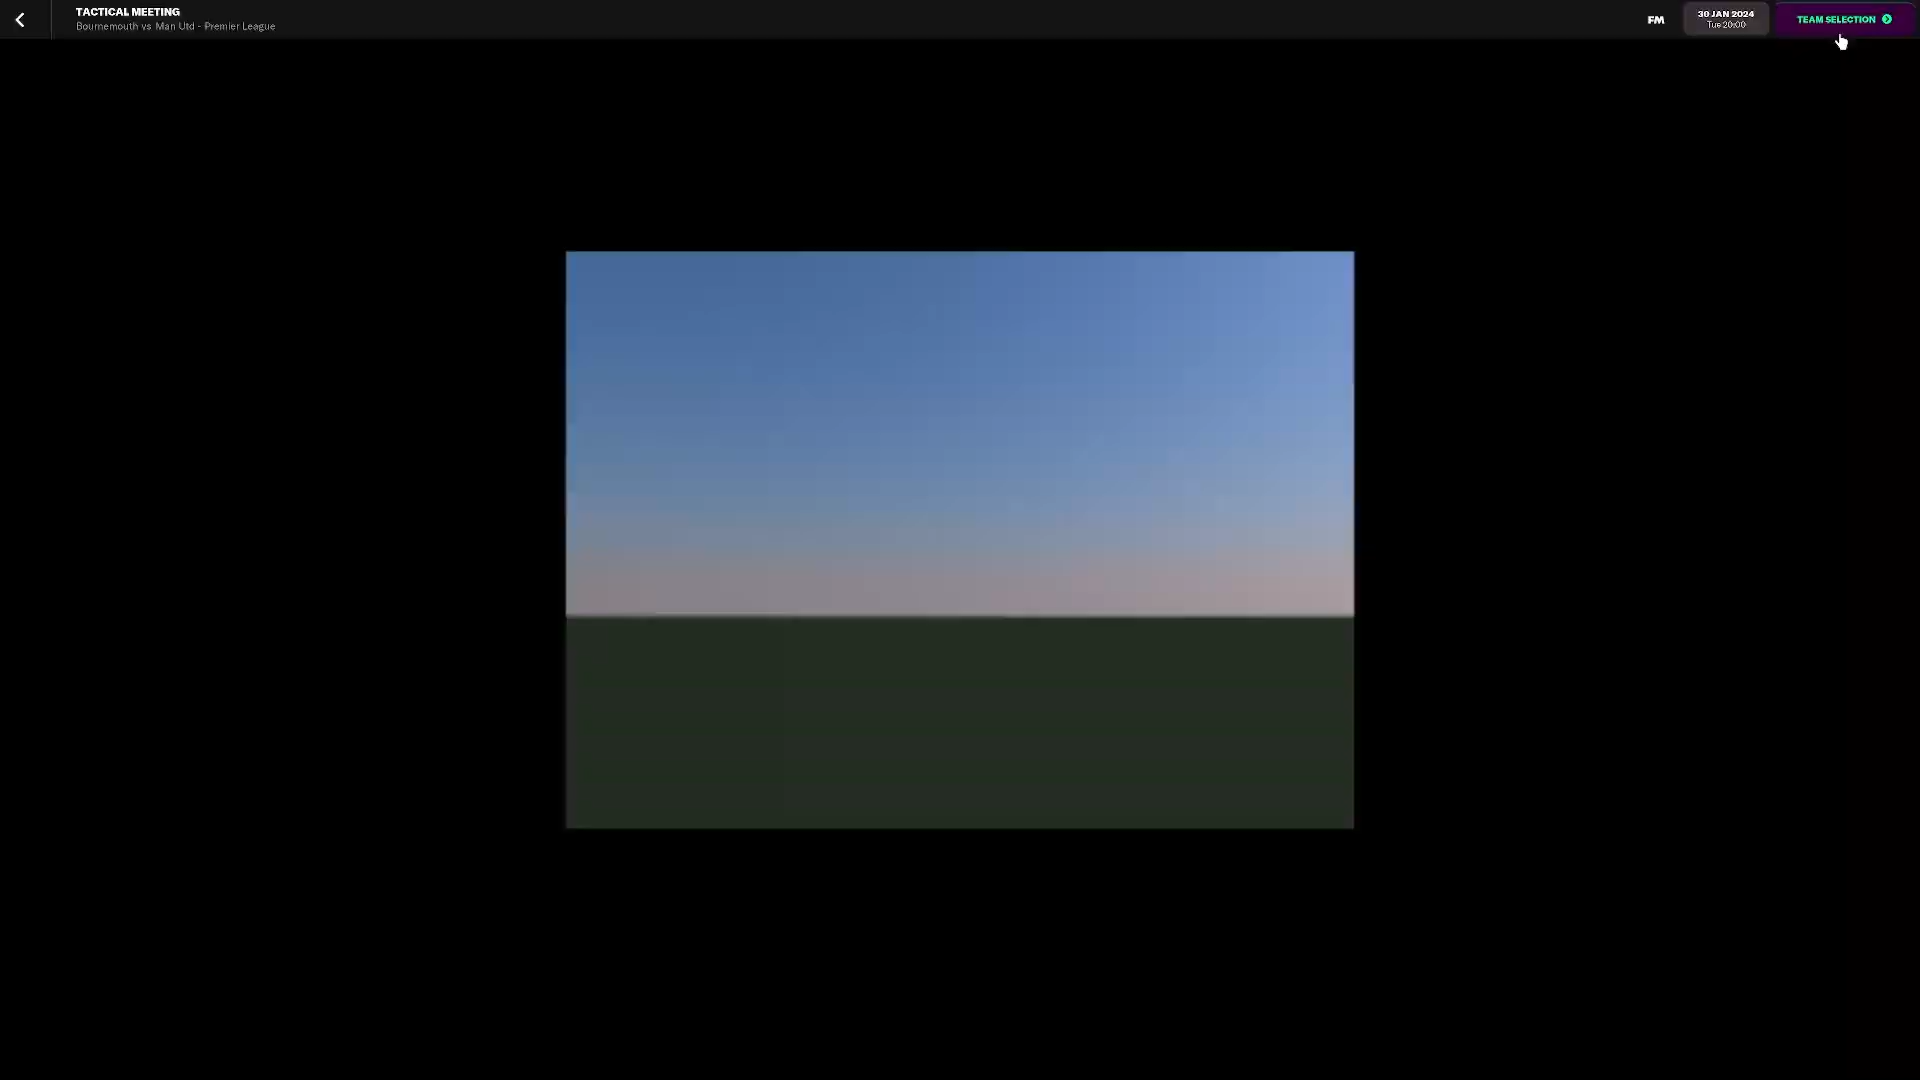 TACTICAL MEETING
Bournemouth vs Man Utd - Premier League
FM
30 JAN 2024
Tue 20:00
TEAM SELECTION